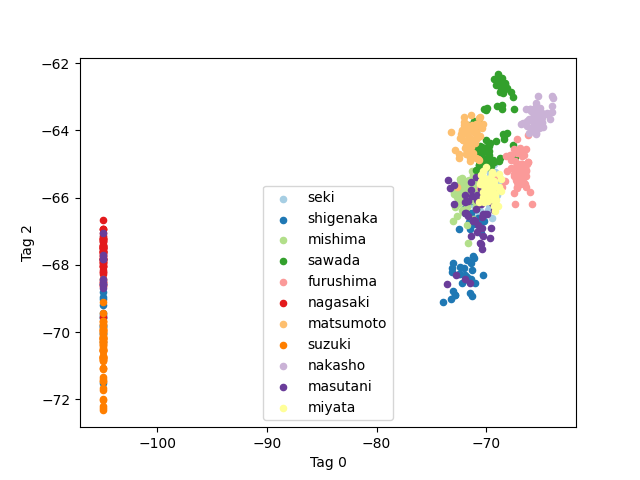 −62
−64
−66
−68
−70
−72
Tag 2
seki
shigenaka
mishima
sawada
furushima
nagasaki
matsumoto
suzuki
nakasho
masutani
miyata
−100
−90
−80
−70
Tag 0